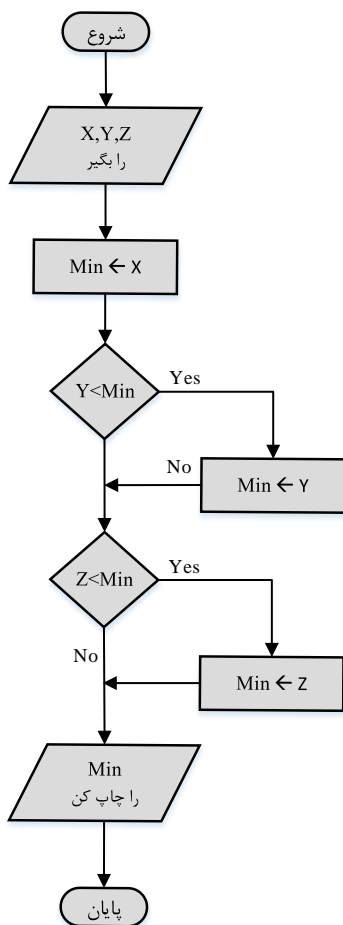 شروع
X,Y,Z
را بگیر
Min ← X
Y<Min
Yes
No
Min ← Y
Z<Min
Yes
No
Min ← Z
Min
را چاپ کن
پایان